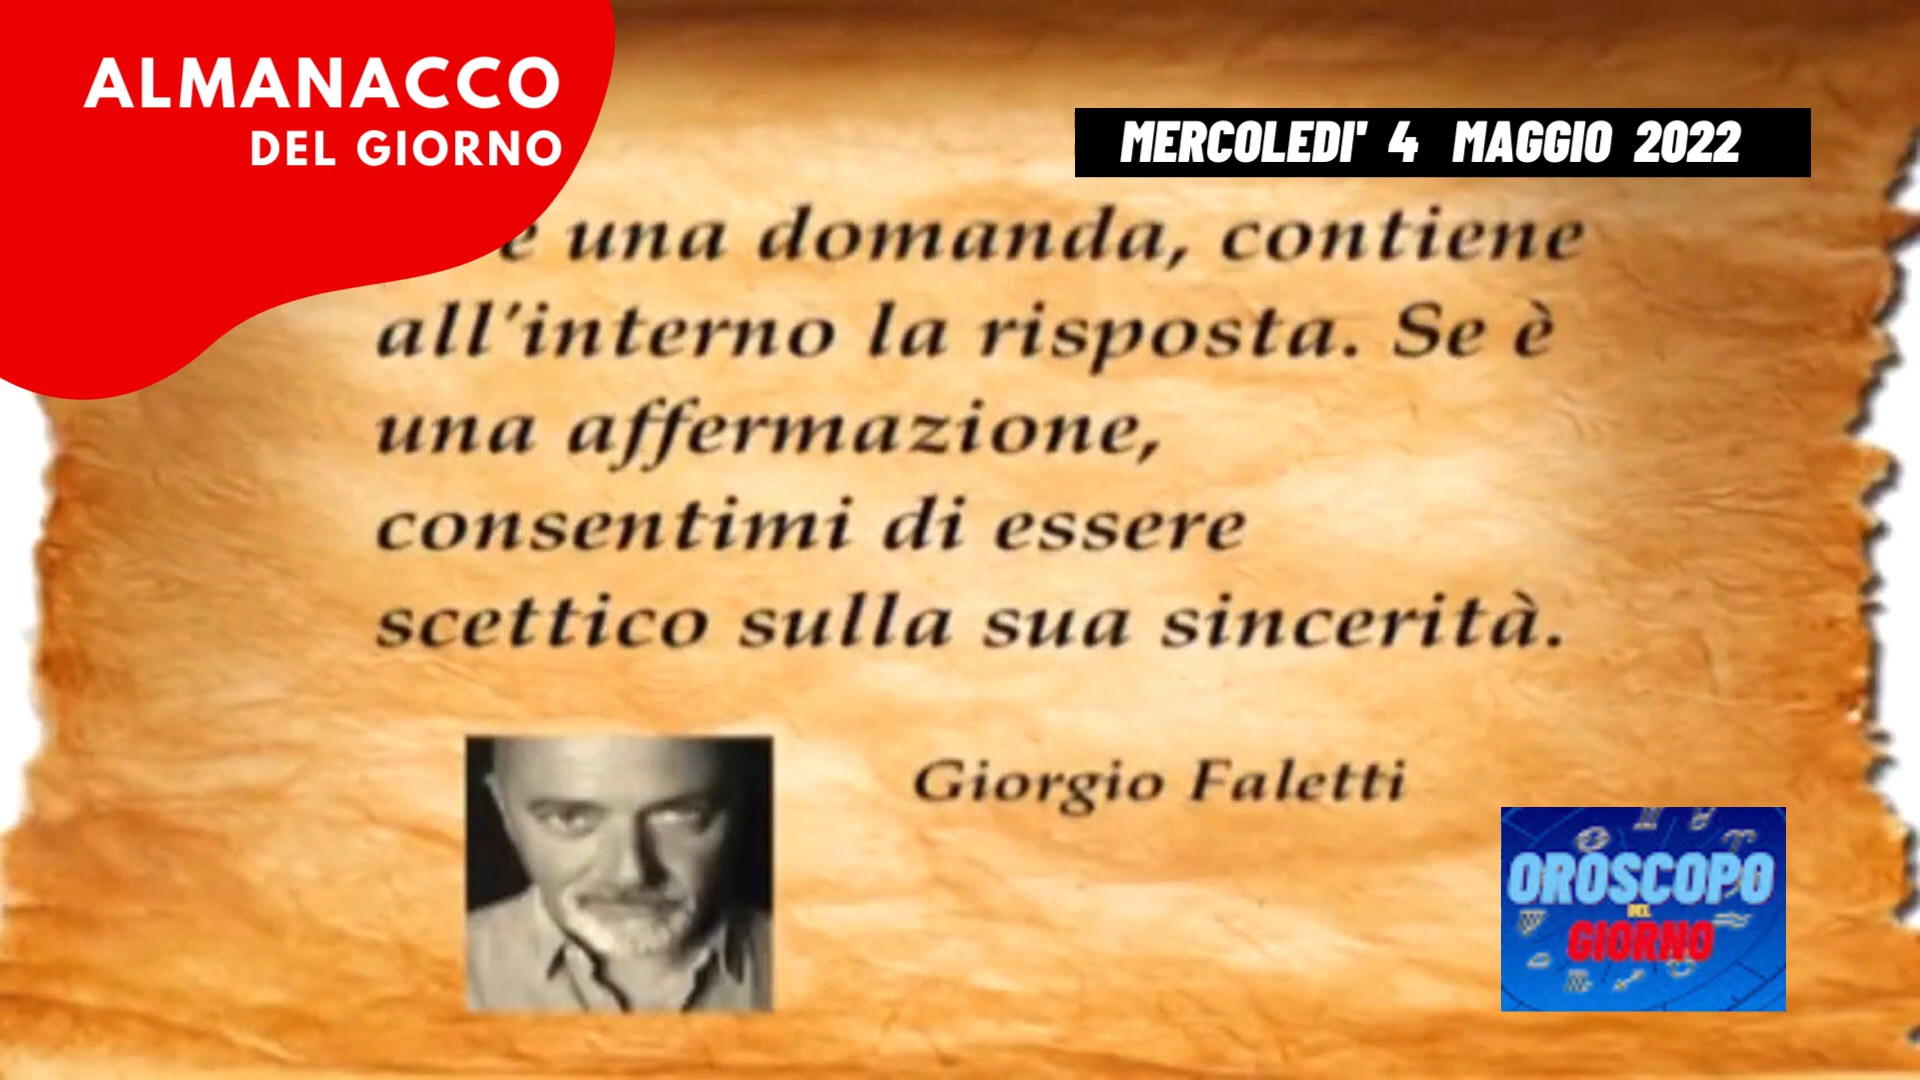 ALMANACCO
DEL GIORNO
MERCOLEDI' 4 MAGGIO 2022
è una domanda, contiene
all'interno la risposta. Se è
una affermazione,
consentimi di essere
scettico sulla sua sincerità.
Giorgio Faletti
OROSCOPO
DEL
GIORNO